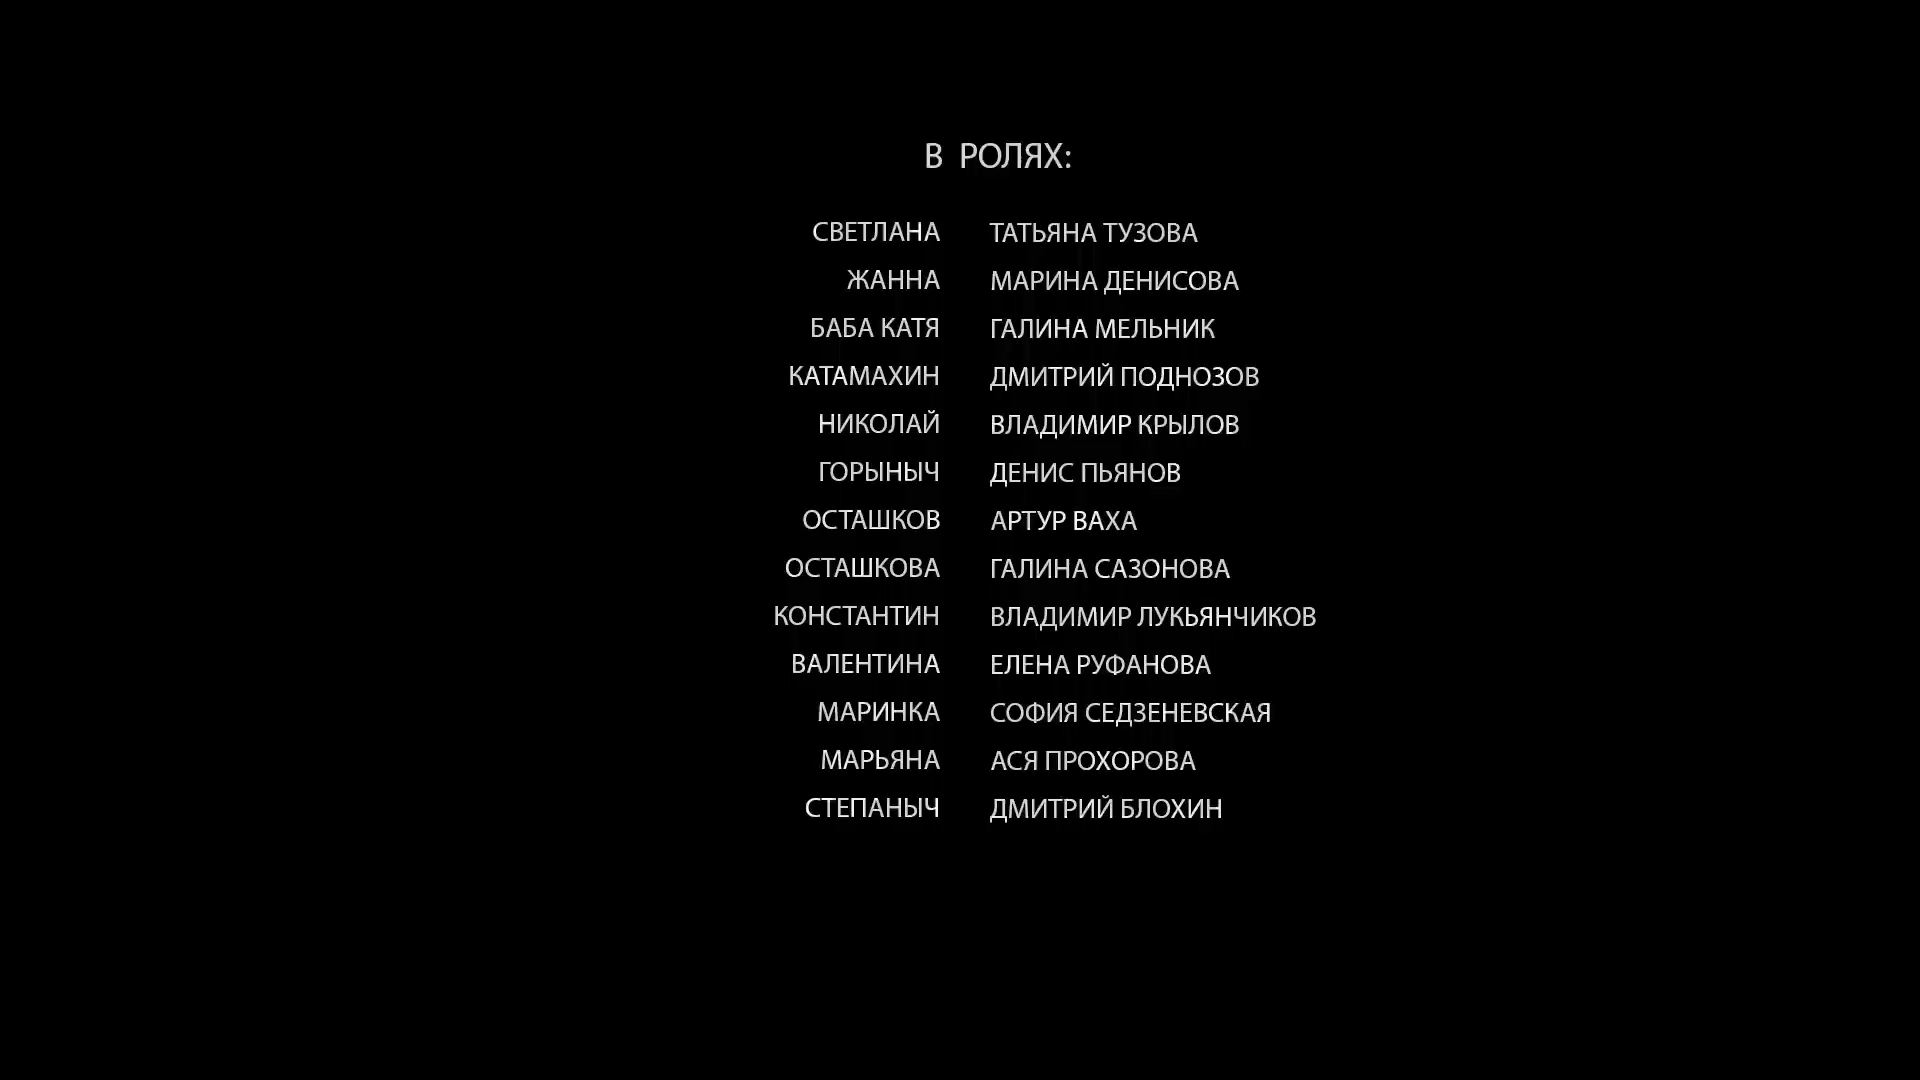 В РОЛЯХ:
СВЕТЛАНА ТАТЬЯНА ТУЗОВА
ЖАННА МАРИНА ДЕНИСОВА
БАБА КАТЯ ГАЛИНА МЕЛЬНИК
КАТАМАХИН ДМИТРИЙ ПОДНОЗОВ
НИКОЛАЙ ВЛАДИМИР КРЫЛОВ
ГОРЫНЫЧ ДЕНИС ПЬЯНОВ
ОСТАШКОВ АРТУР ВАХА
ОСТАШКОВА ГАЛИНА САЗОНОВА
КОНСТАНТИН ВЛАДИМИР ЛУКЬЯНЧИКОВ
ВАЛЕНТИНА ЕЛЕНА РУФАНОВА
МАРИНКА СОФИЯ СЕДЗЕНЕВСКАЯ
МАРЬЯНА АСЯ ПРОХОРОВА
СТЕПАНЫЧ ДМИТРИЙ БЛОХИН